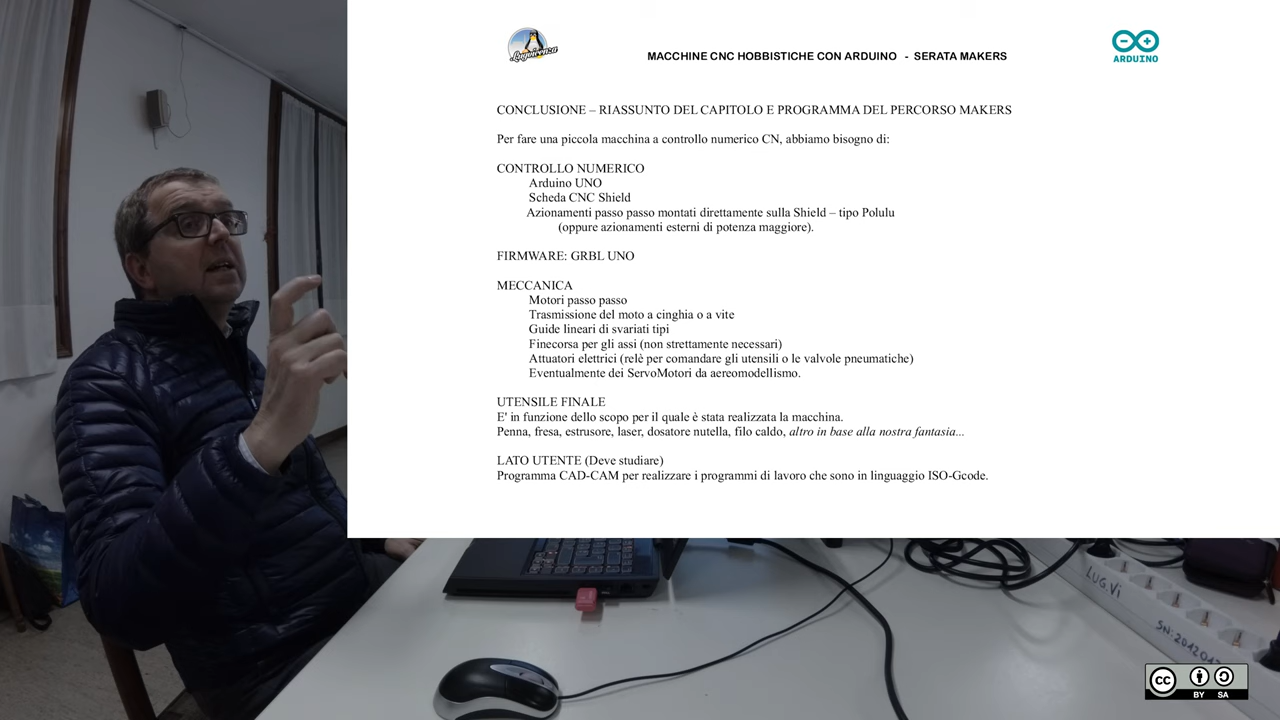 Lugvicenza
MACCHINE CNC HOBBISTICHE CON ARDUINO - SERATA MAKERS
ARDUINO
CONCLUSIONE – RIASSUNTO DEL CAPITOLO E PROGRAMMA DEL PERCORSO MAKERS
Per fare una piccola macchina a controllo numerico CN, abbiamo bisogno di:
CONTROLLO NUMERICO
Arduino UNO
Scheda CNC Shield
Azionamenti passo passo montati direttamente sulla Shield – tipo Polulu
(oppure azionamenti esterni di potenza maggiore).
FIRMWARE: GRBL UNO
MECCANICA
Motori passo passo
Trasmissione del moto a cinghia o a vite
Guide lineari di svariati tipi
Finecorsa per gli assi (non strettamente necessari)
Attuatori elettrici (relè per comandare gli utensili o le valvole pneumatiche)
Eventualmente dei ServoMotori da aereomodellismo.
UTENSILE FINALE
E' in funzione dello scopo per il quale è stata realizzata la macchina.
Penna, fresa, estrusore, laser, dosatore nutella, filo caldo, altro in base alla nostra fantasia...
LATO UTENTE (Deve studiare)
Programma CAD-CAM per realizzare i programmi di lavoro che sono in linguaggio ISO-Gcode.
LUG.Vi
cc
BY SA